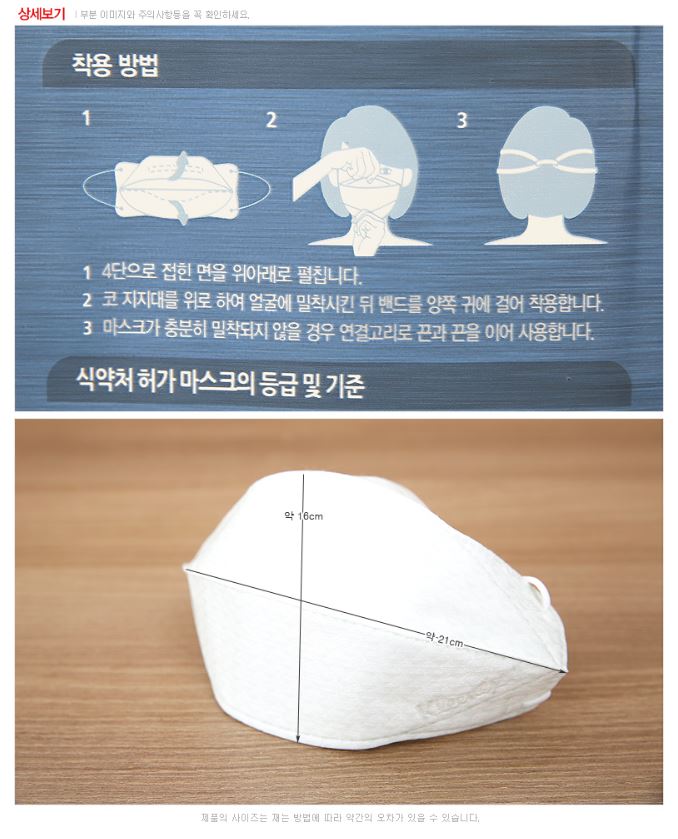 상세보기 | 부분 이미지와 주의사항등을 꼭 확인하세요.
착용 방법
1 2 3
1 4단으로 접힌 면을 위아래로 펼칩니다.
2 코 지지대를 위로 하여 얼굴에 밀착시킨 뒤 밴드를 양쪽 귀에 걸어 착용합니다.
3 마스크가 충분히 밀착되지 않을 경우 연결고리로 끈과 끈을 이어 사용합니다.
식약처 허가 마스크의 등급 및 기준
약 16cm
약 21cm
제품의 사이즈는 재는 방법에 따라 약간의 오차가 있을 수 있습니다.